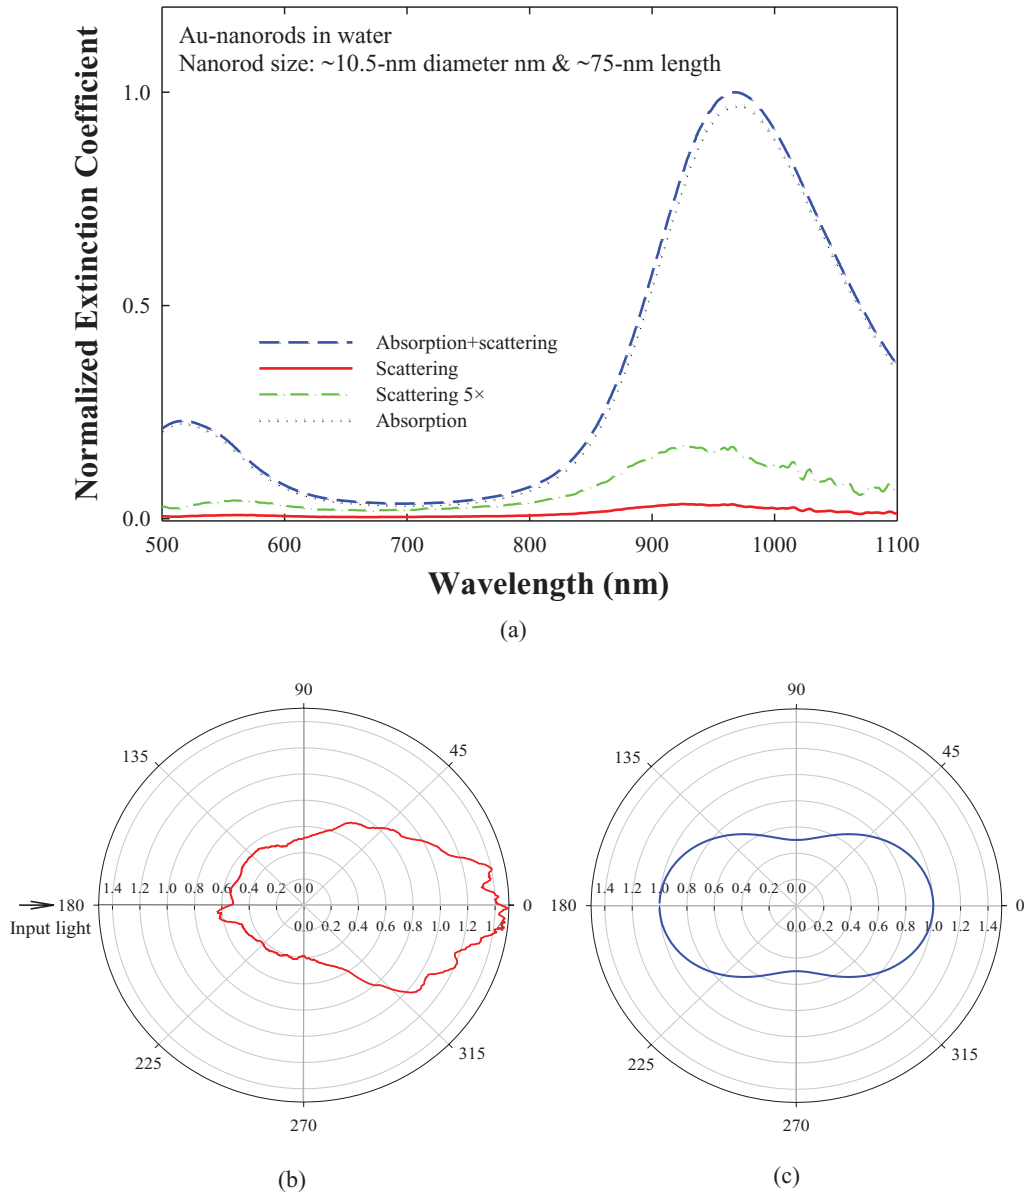 Au-nanorods in water
Nanorod size: ~10.5-nm diameter nm & ~75-nm length
Normalized Extinction Coefficient
1.0
0.5
0.0
Absorption+scattering
Scattering
Scattering 5×
Absorption
500 600 700 800 900 1000 1100
Wavelength (nm)
(a)
90
135 45
1.4 1.2 1.0 0.8 0.6 0.4 0.2 0.0
180 0
Input light
0.0 0.2 0.4 0.6 0.8 1.0 1.2 1.4
225 315
270
(b)
90
135 45
1.4 1.2 1.0 0.8 0.6 0.4 0.2 0.0
180 0
0.0 0.2 0.4 0.6 0.8 1.0 1.2 1.4
225 315
270
(c)